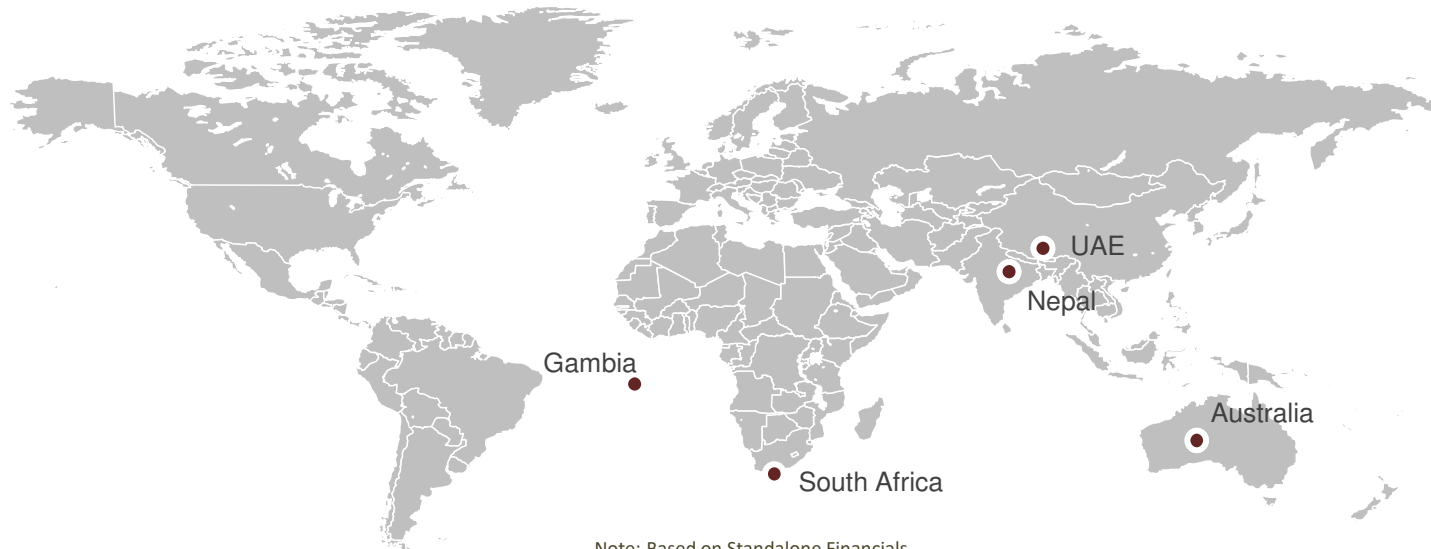 UAE
Nepal
Gambia
Australia
South Africa
Note: Based on Standalone Financials